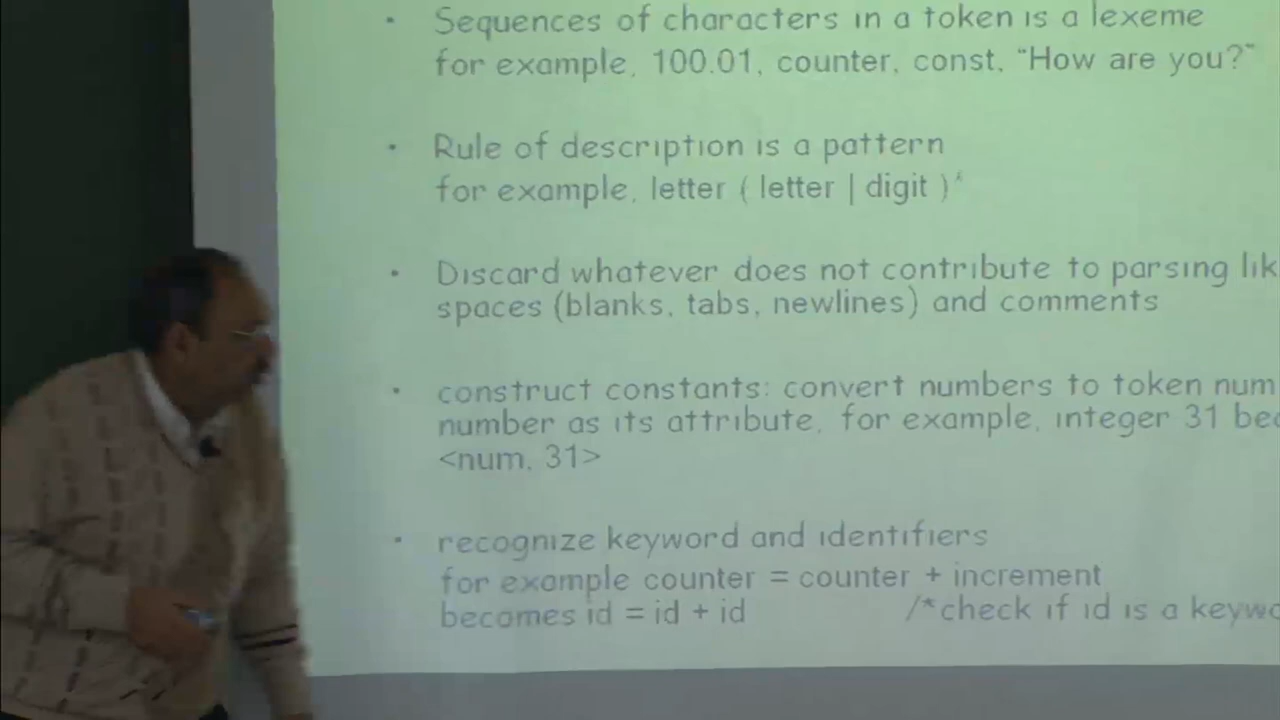 • Sequences of characters in a token is a lexeme
for example, 100.01, counter, const, "How are you?"
• Rule of description is a pattern
for example, letter ( letter | digit )*
• Discard whatever does not contribute to parsing lik
spaces (blanks, tabs, newlines) and comments
• construct constants: convert numbers to token num
number as its attribute, for example, integer 31 bec
<num, 31>
• recognize keyword and identifiers
for example counter = counter + increment
becomes id = id + id /*check if id is a keywo